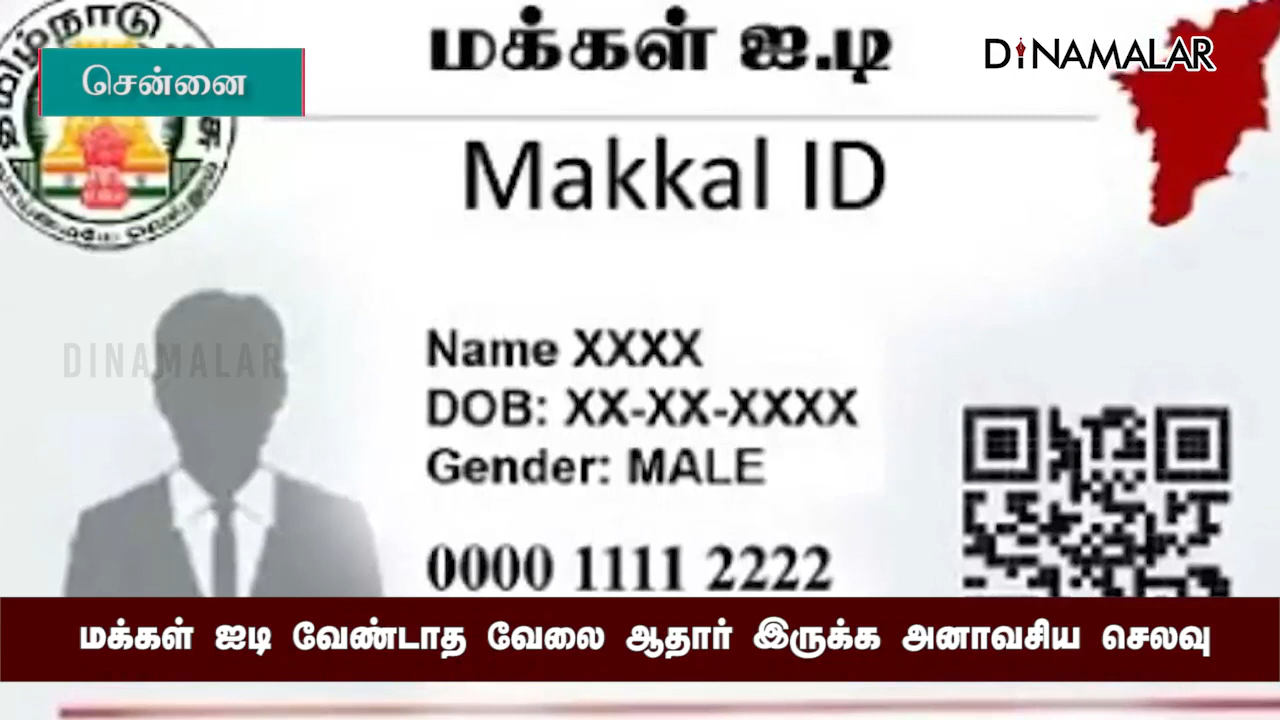 சென்னை
மக்கள் ஐ.டி
DINAMALAR
Makkal ID
DINAMALAR
Name XXXX
DOB: XX-XX-XXXX
Gender: MALE
0000 1111 2222
மக்கள் ஐடி வேண்டாத வேலை ஆதார் இருக்க அனாவசிய செலவு